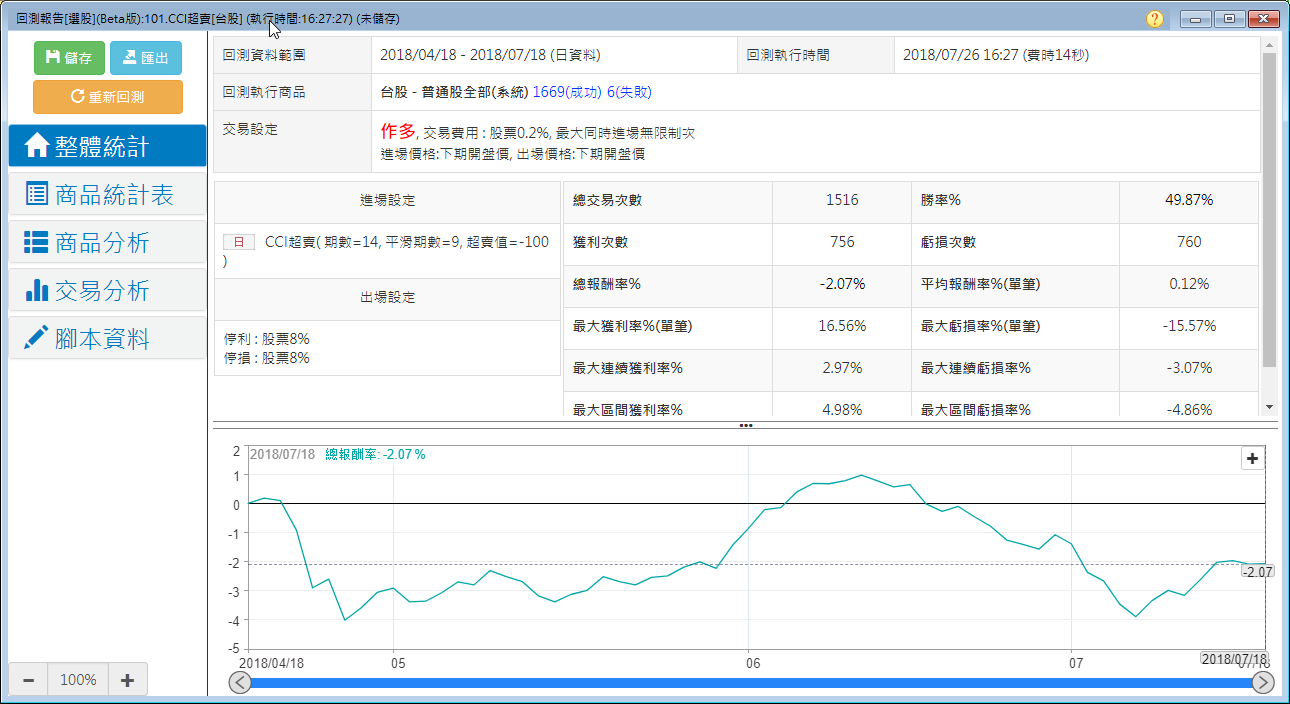 回測報告[選股](Beta版):101.CCI超賣[台股] (執行時間:16:27:27) (未儲存)
?
儲存 匯出
重新回測
整體統計
商品統計表
商品分析
交易分析
腳本資料
100%
回測資料範圍 2018/04/18 - 2018/07/18 (日資料) 回測執行時間 2018/07/26 16:27 (費時14秒)
回測執行商品 台股 - 普通股全部(系統) 1669(成功) 6(失敗)
交易設定 作多, 交易費用 : 股票0.2%, 最大同時進場無限制次
進場價格:下期開盤價, 出場價格:下期開盤價
進場設定
日 CCI超賣( 期數=14, 平滑期數=9, 超賣值=-100
)
出場設定
停利 : 股票8%
停損 : 股票8%
總交易次數 1516 勝率% 49.87%
獲利次數 756 虧損次數 760
總報酬率% -2.07% 平均報酬率%(單筆) 0.12%
最大獲利率%(單筆) 16.56% 最大虧損率%(單筆) -15.57%
最大連續獲利率% 2.97% 最大連續虧損率% -3.07%
最大區間獲利率% 4.98% 最大區間虧損率% -4.86%
2018/07/18 總報酬率: -2.07 %
2
1
0
-1
-2
-3
-4
-5
-2.07
2018/04/18 05 06 07 2018/07/18